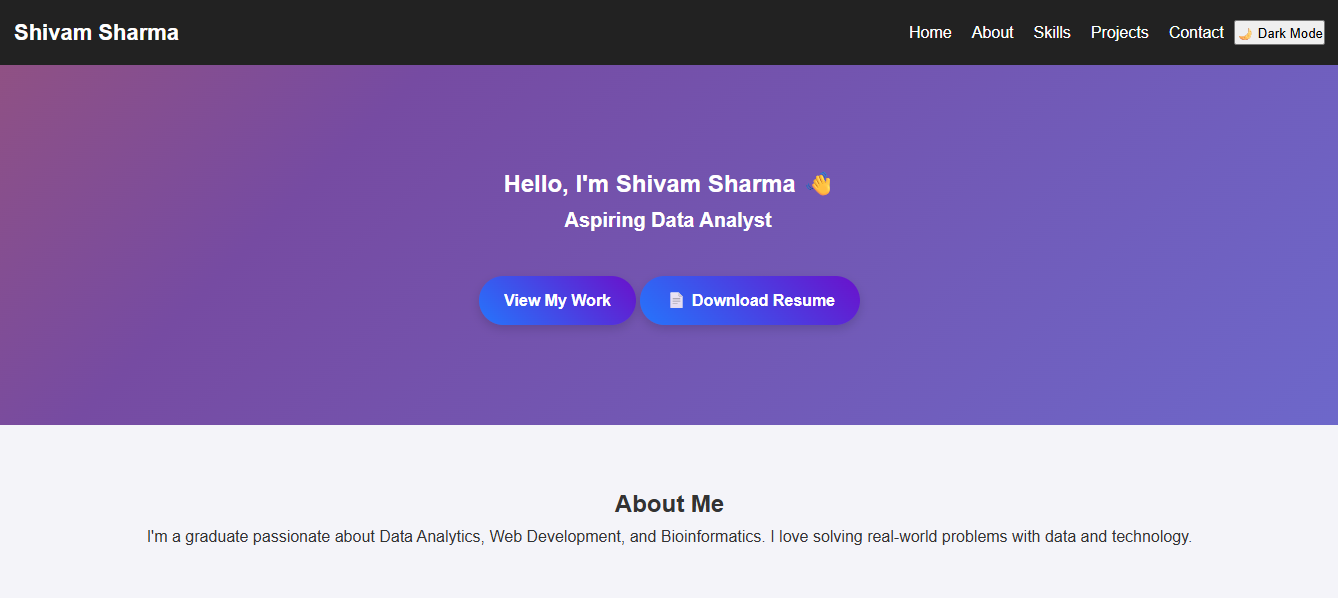 Shivam Sharma
Home About Skills Projects Contact 🌙 Dark Mode
Hello, I'm Shivam Sharma 👋
Aspiring Data Analyst
View My Work 📄 Download Resume
About Me
I'm a graduate passionate about Data Analytics, Web Development, and Bioinformatics. I love solving real-world problems with data and technology.